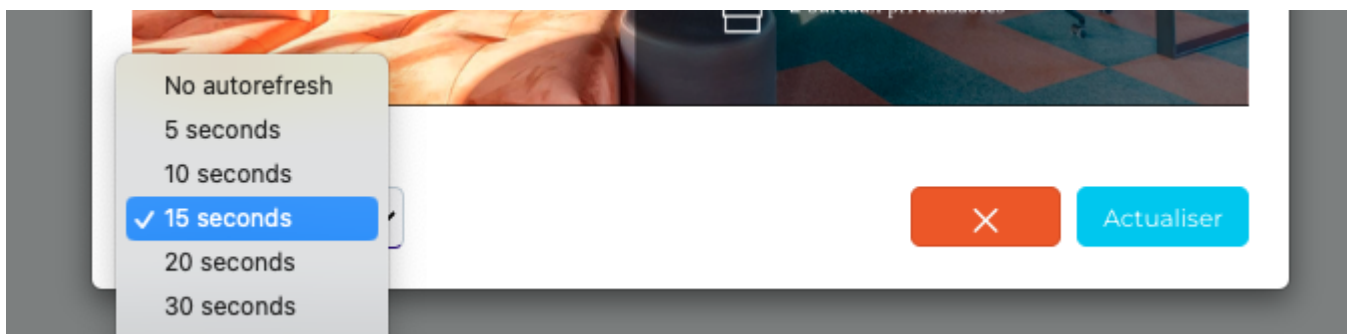 No autorefresh
5 seconds
10 seconds
✓ 15 seconds
20 seconds
30 seconds
Actualiser